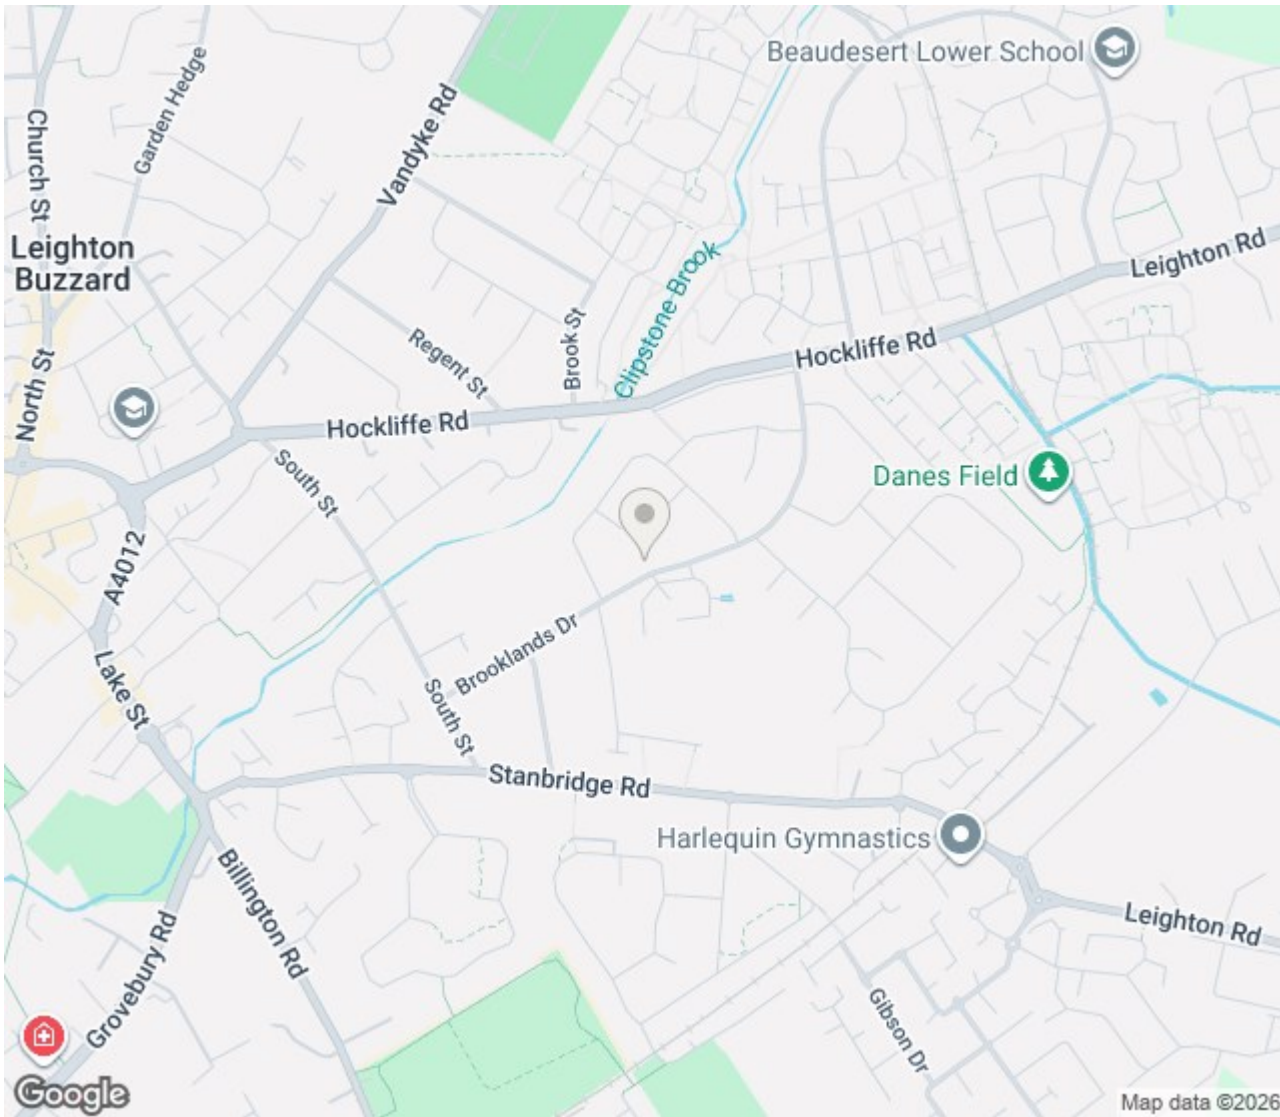 Beaudesert Lower School
Garden Hedge
Church St
Vandyke Rd
Leighton
Buzzard
Clipstone Brook
Leighton Rd
Brook St
Regent St
Hockliffe Rd
North St
Hockliffe Rd
South St
Danes Field
A4012
Brooklands Dr
Lake St
South St
Stanbridge Rd
Harlequin Gymnastics
Billington Rd
Leighton Rd
Grovebury Rd
Gibson Dr
Google
Map data ©2026